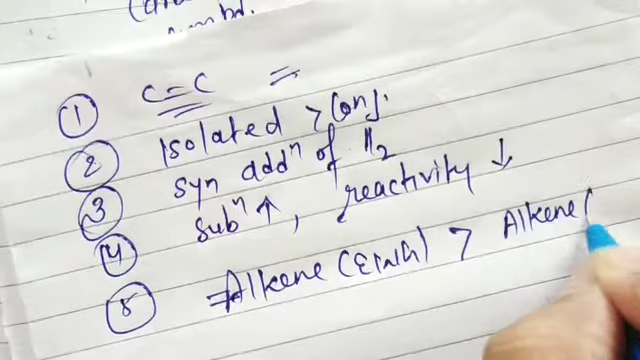 ① C=C =
② Isolated > Conj.
③ syn addⁿ of H₂
④ subⁿ ↑, reactivity ↓
⑤ ⇒ Alkene (EWG) > Alkene (